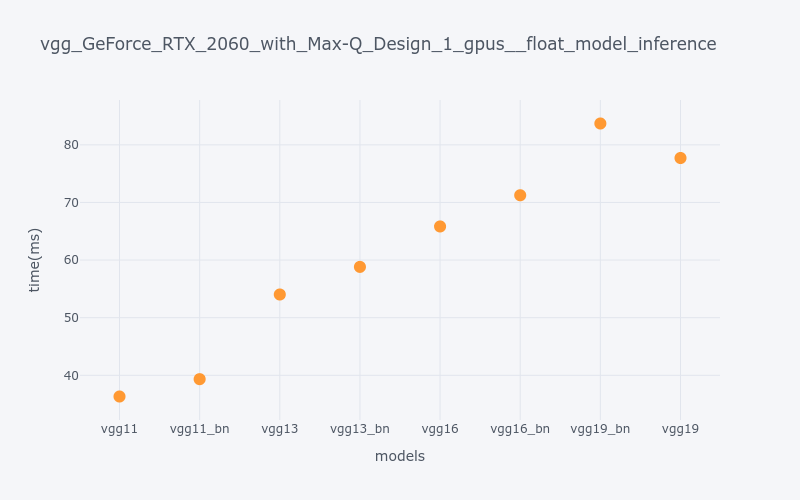 vgg_GeForce_RTX_2060_with_Max-Q_Design_1_gpus__float_model_inference
80
70
60
50
40
time(ms)
vgg11 vgg11_bn vgg13 vgg13_bn vgg16 vgg16_bn vgg19_bn vgg19
models